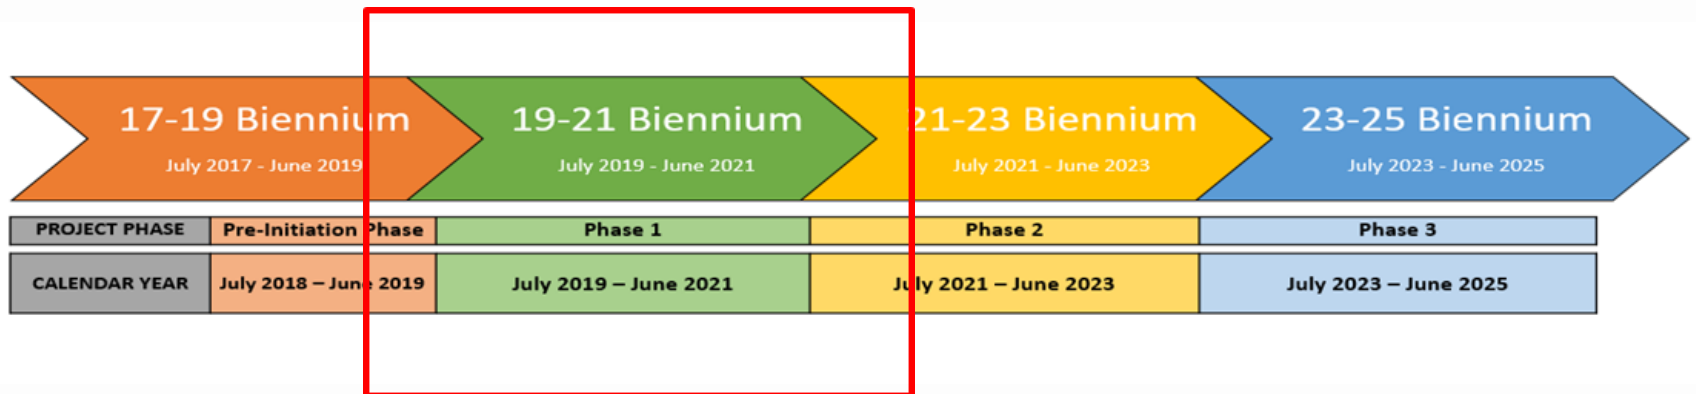 17-19 Biennium
July 2017 - June 2019
19-21 Biennium
July 2019 - June 2021
21-23 Biennium
July 2021 - June 2023
23-25 Biennium
July 2023 - June 2025
PROJECT PHASE Pre-Initiation Phase Phase 1 Phase 2 Phase 3
CALENDAR YEAR July 2018 – June 2019 July 2019 – June 2021 July 2021 – June 2023 July 2023 – June 2025